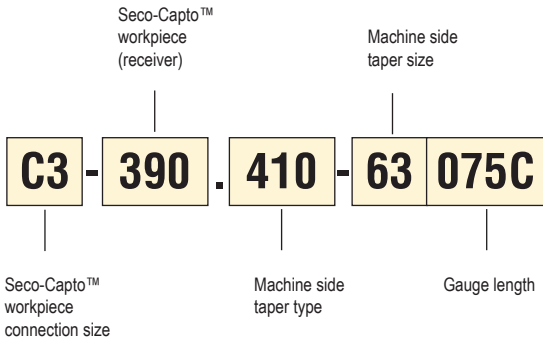 Seco-Capto™
workpiece
(receiver)
Machine side
taper size
C3-390.410-63 075C
Seco-Capto™
workpiece
connection size
Machine side
taper type
Gauge length